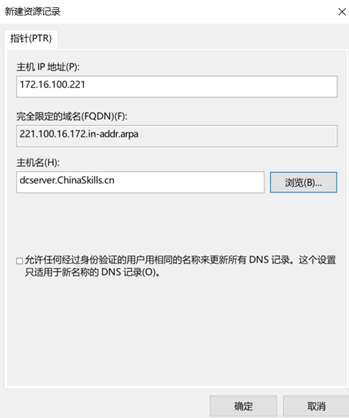 新建资源记录
指针(PTR)
主机 IP 地址(P):
172.16.100.221
完全限定的域名(FQDN)(F):
221.100.16.172.in-addr.arpa
主机名(H):
dcserver.ChinaSkills.cn
浏览(B)...
允许任何经过身份验证的用户用相同的名称来更新所有 DNS 记录。这个设置
只适用于新名称的 DNS 记录(O)。
确定
取消